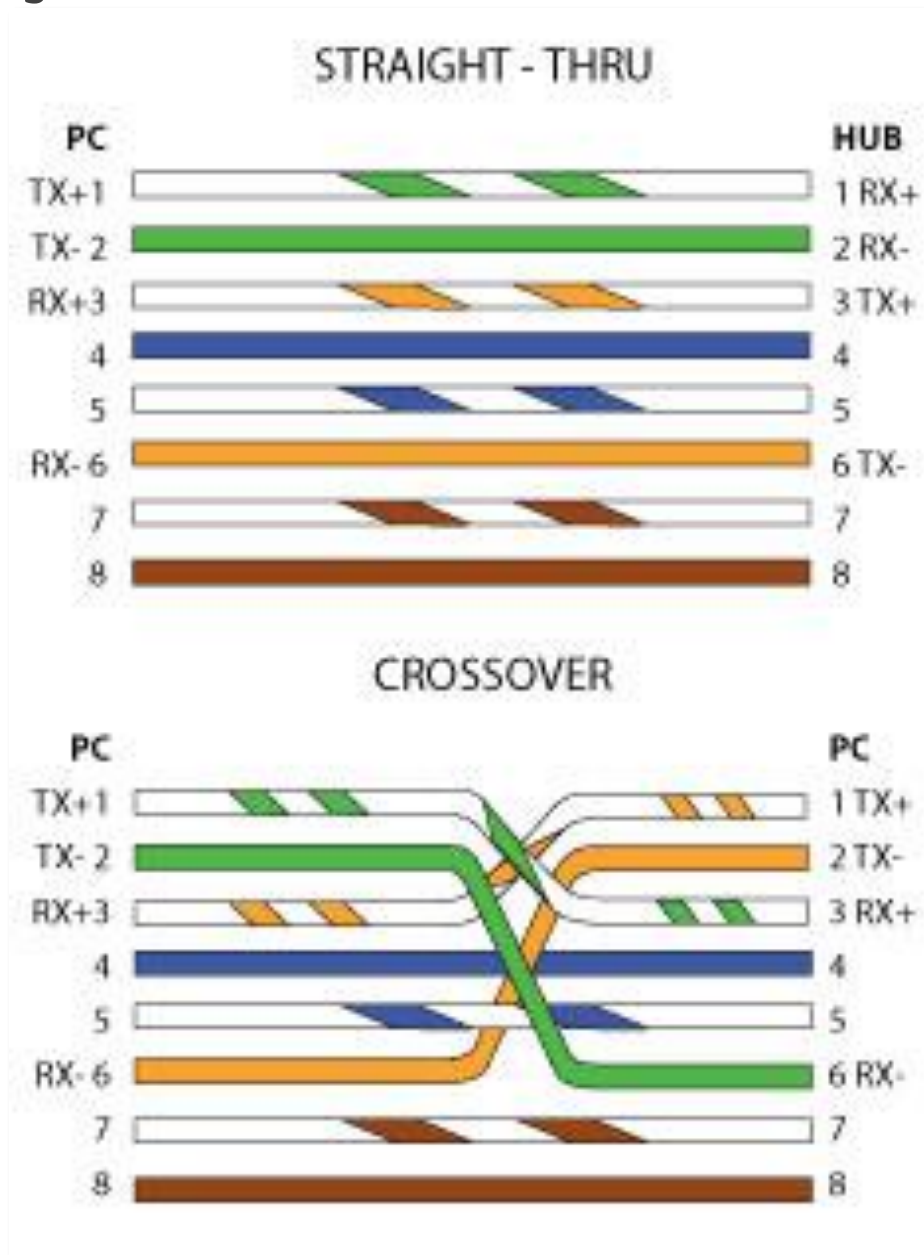 STRAIGHT - THRU
PC HUB
TX+1 1 RX+
TX- 2 2 RX-
RX+3 3 TX+
4 4
5 5
RX- 6 6 TX-
7 7
8 8
CROSSOVER
PC PC
TX+1 1 TX+
TX- 2 2 TX-
RX+3 3 RX+
4 4
5 5
RX- 6 6 RX-
7 7
8 8